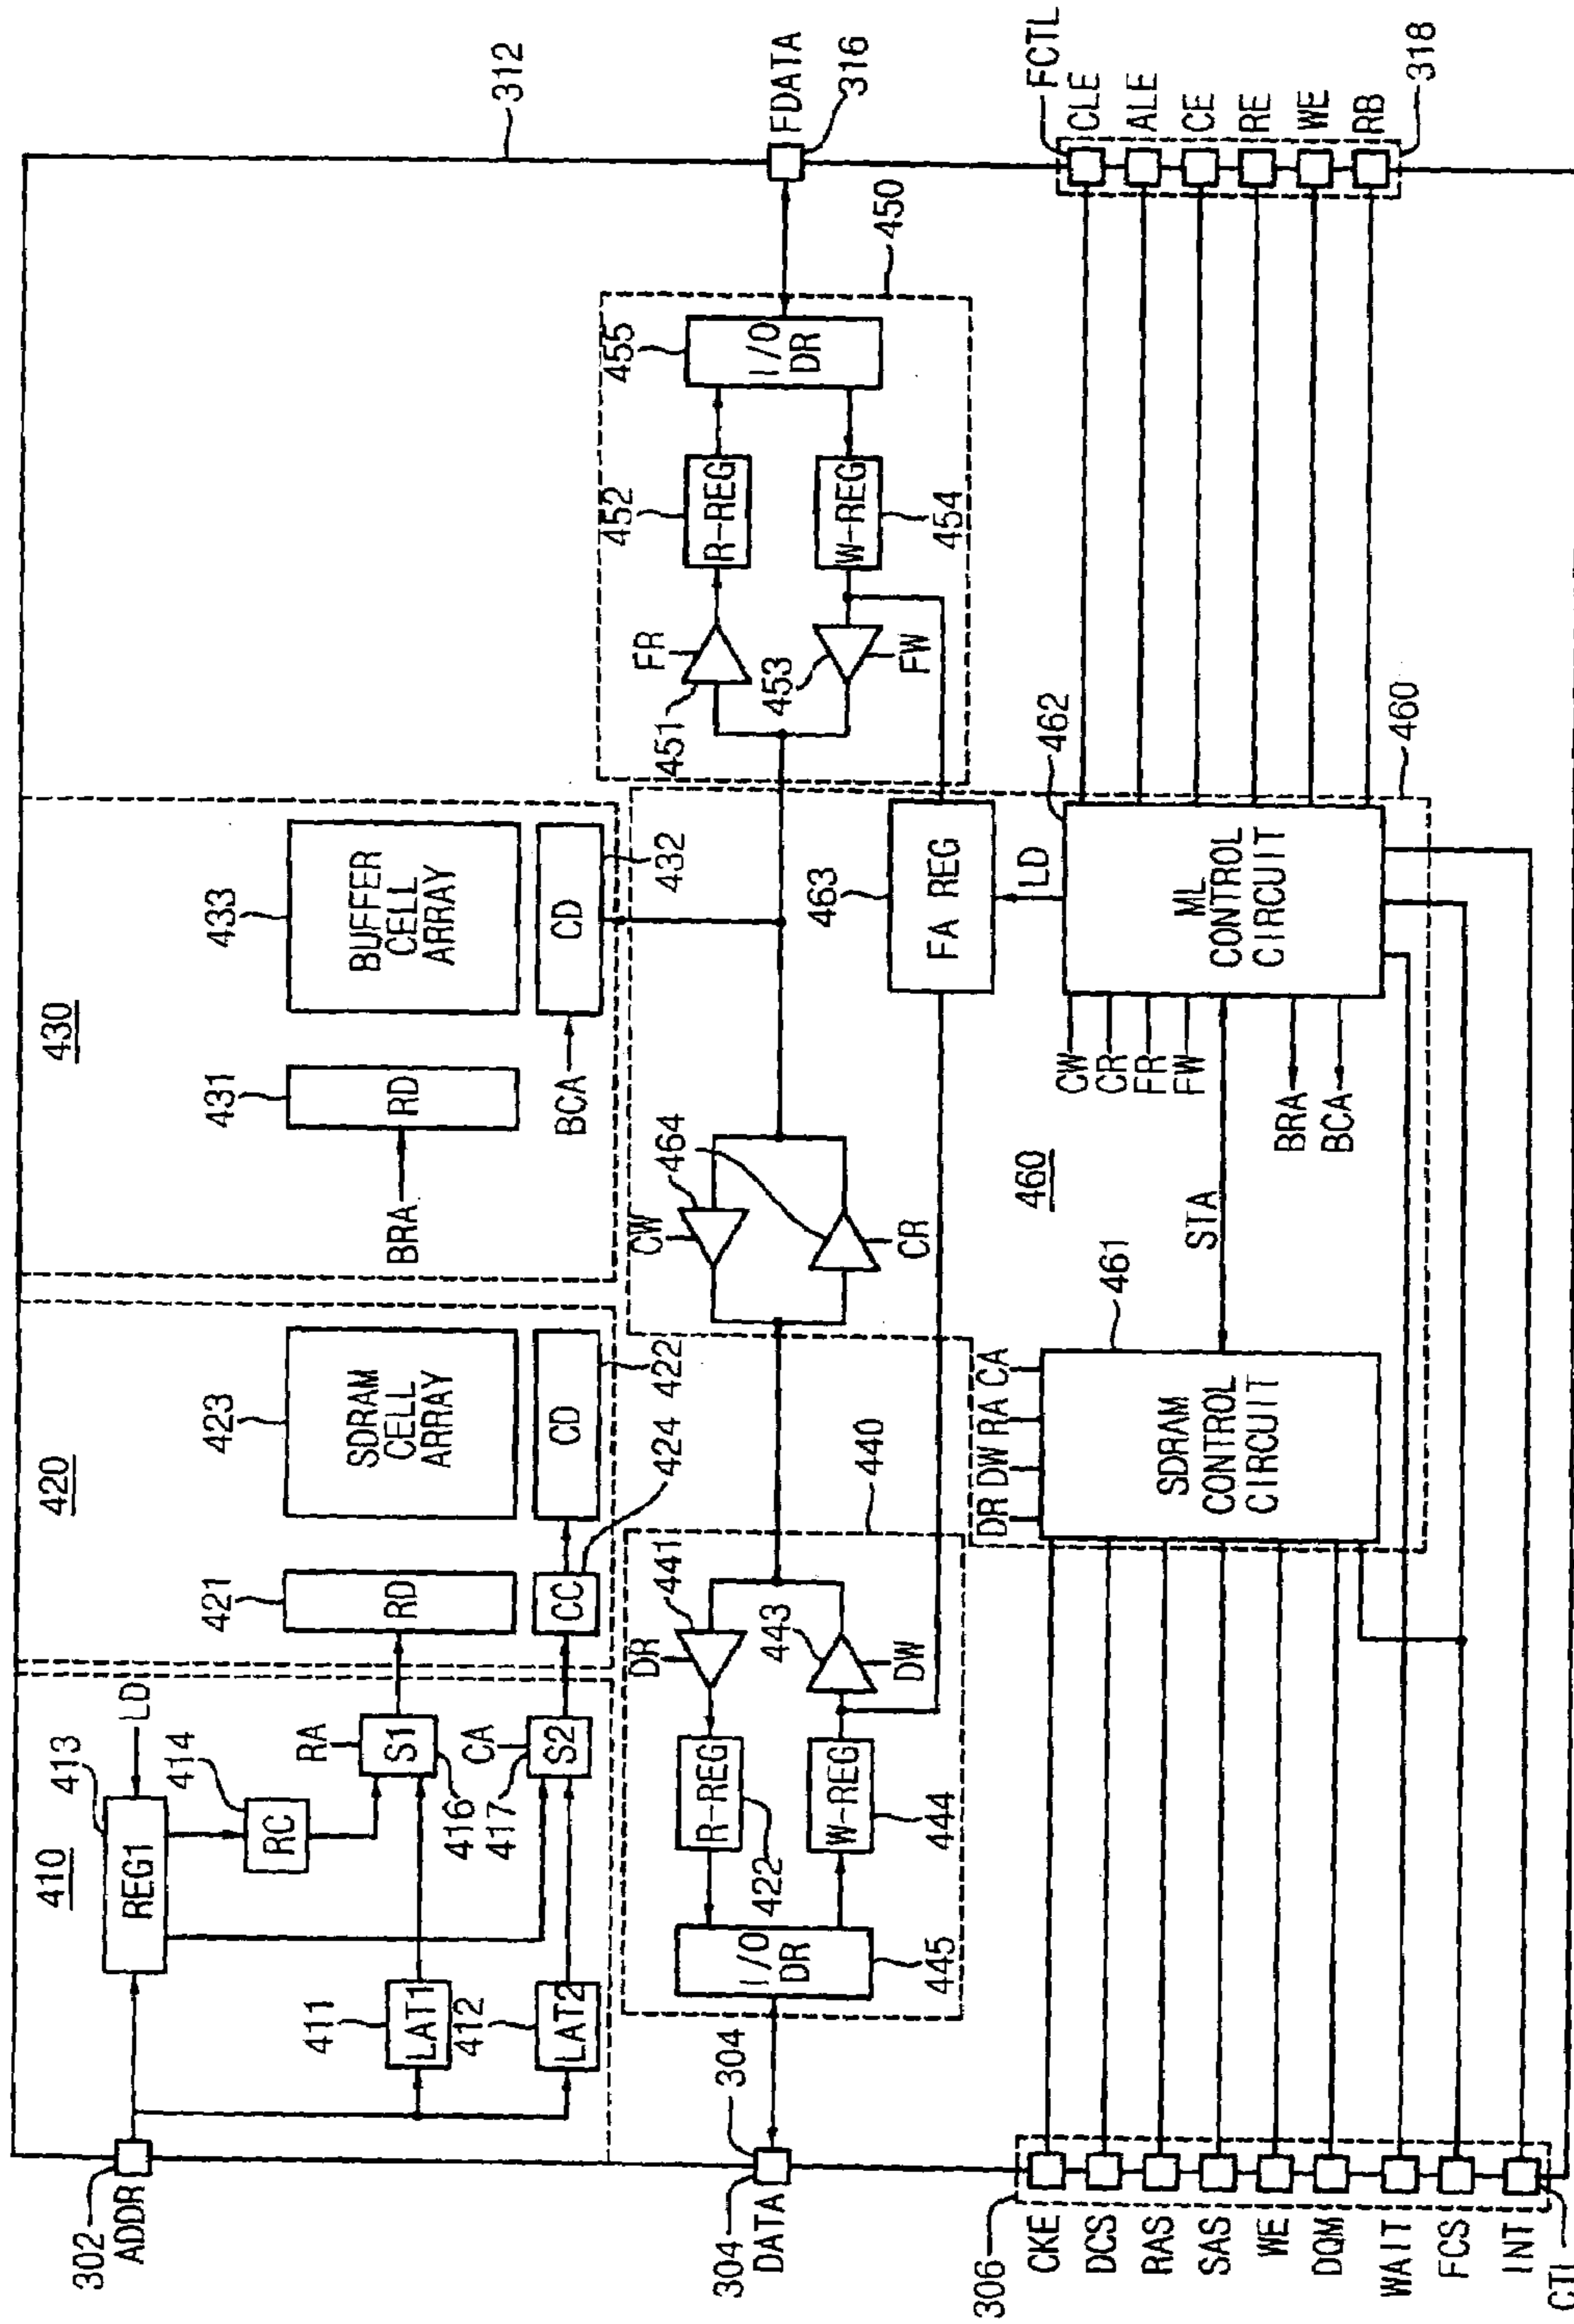 302
ADDR
410
413
REG1
LD
414
RC
411
LAT1
412
LAT2
RA
S1
416
CA
S2
417
420
421
RD
423
SDRAM
CELL
ARRAY
CC
424
CD
422
430
431
RD
BRA
433
BUFFER
CELL
ARRAY
BCA
CD
432
312
304
DATA
304
445
I/O
DR
R-REG
422
W-REG
444
DR
441
443
DW
440
CW
464
CR
451
FR
453
FW
452
R-REG
W-REG
454
455
I/O
DR
450
FDATA
316
463
FA REG
LD
306
CKE
DCS
RAS
SAS
WE
DQM
WAIT
FCS
INT
CTL
DR
DW
RA
CA
461
SDRAM
CONTROL
CIRCUIT
STA
460
CW
CR
FR
FW
BRA
BCA
462
ML
CONTROL
CIRCUIT
460
FCTL
CLE
ALE
CE
RE
WE
RB
318